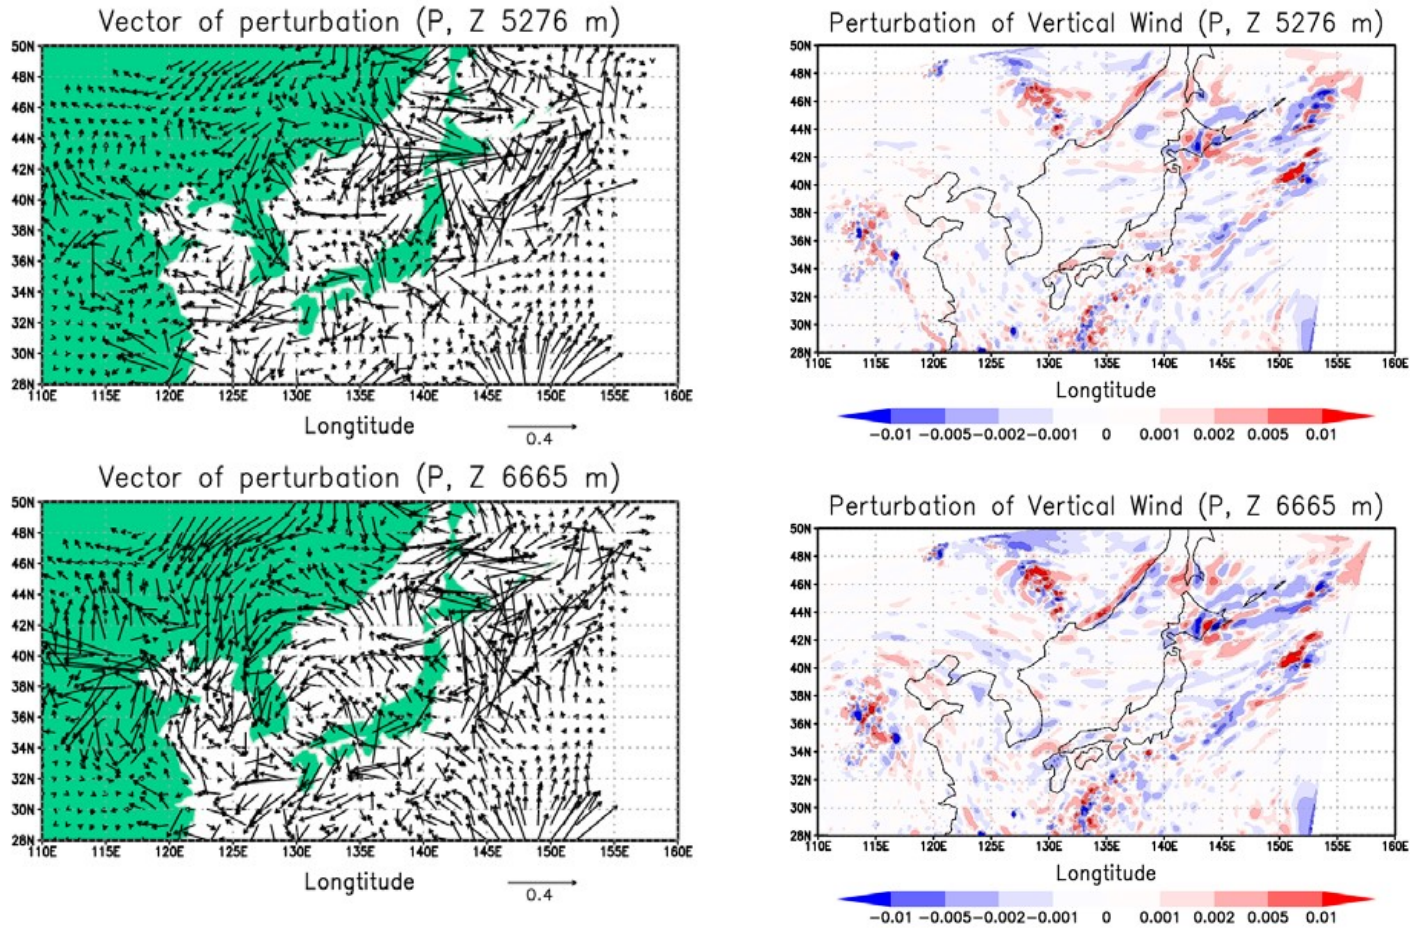 Vector of perturbation (P, Z 5276 m)
50N
48N
46N
44N
42N
40N
38N
36N
34N
32N
30N
28N
110E 115E 120E 125E 130E 135E 140E 145E 150E 155E 160E
Longtitude
0.4
Perturbation of Vertical Wind (P, Z 5276 m)
50N
48N
46N
44N
42N
40N
38N
36N
34N
32N
30N
28N
110E 115E 120E 125E 130E 135E 140E 145E 150E 155E 160E
Longtitude
-0.01 -0.005 -0.002 -0.001 0 0.001 0.002 0.005 0.01
Vector of perturbation (P, Z 6665 m)
50N
48N
46N
44N
42N
40N
38N
36N
34N
32N
30N
28N
110E 115E 120E 125E 130E 135E 140E 145E 150E 155E 160E
Longtitude
0.4
Perturbation of Vertical Wind (P, Z 6665 m)
50N
48N
46N
44N
42N
40N
38N
36N
34N
32N
30N
28N
110E 115E 120E 125E 130E 135E 140E 145E 150E 155E 160E
Longtitude
-0.01 -0.005 -0.002 -0.001 0 0.001 0.002 0.005 0.01